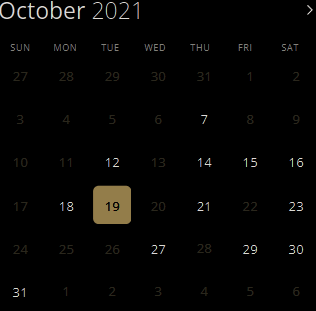 October 2021 >
SUN MON TUE WED THU FRI SAT
27 28 29 30 31 1 2
3 4 5 6 7 8 9
10 11 12 13 14 15 16
17 18 19 20 21 22 23
24 25 26 27 28 29 30
31 1 2 3 4 5 6